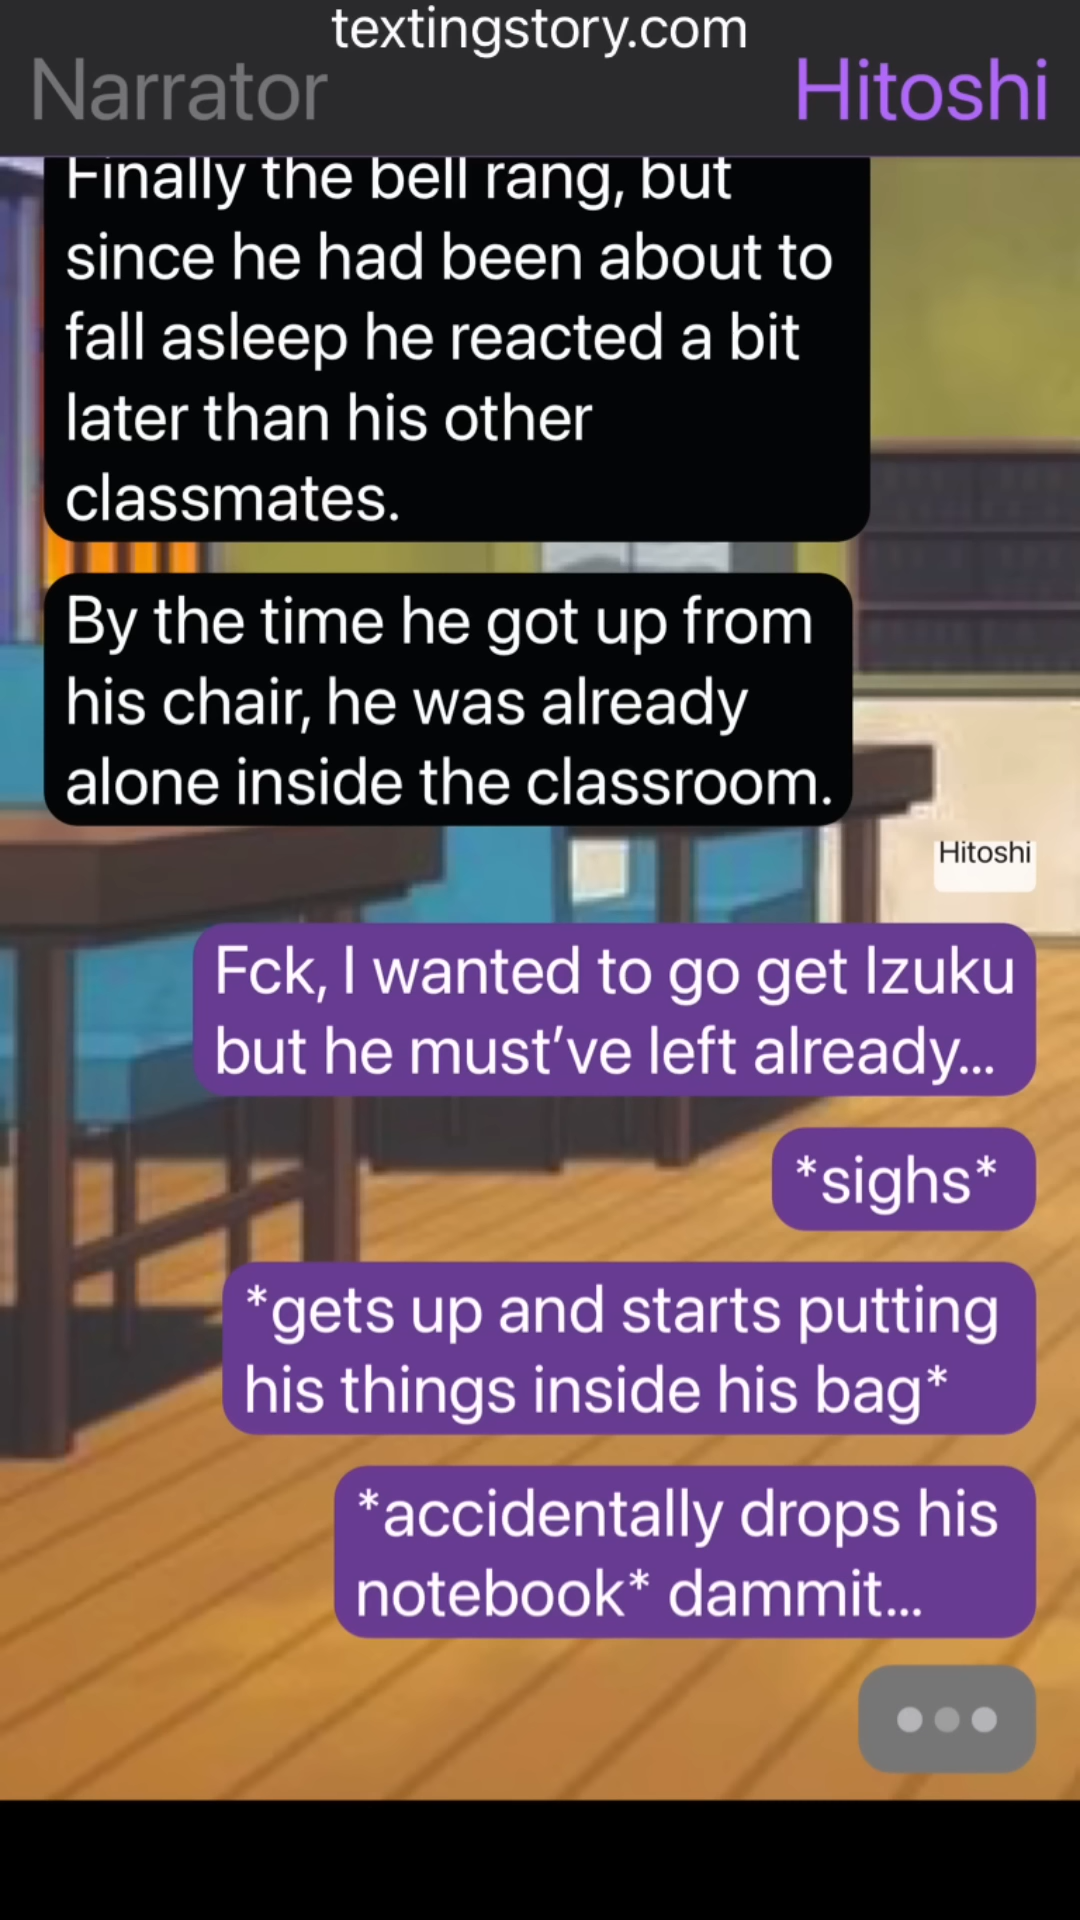 textingstory.com
Narrator
Hitoshi
Finally the bell rang, but
since he had been about to
fall asleep he reacted a bit
later than his other
classmates.
By the time he got up from
his chair, he was already
alone inside the classroom.
Hitoshi
Fck, I wanted to go get Izuku
but he must’ve left already...
*sighs*
*gets up and starts putting
his things inside his bag*
*accidentally drops his
notebook* dammit...